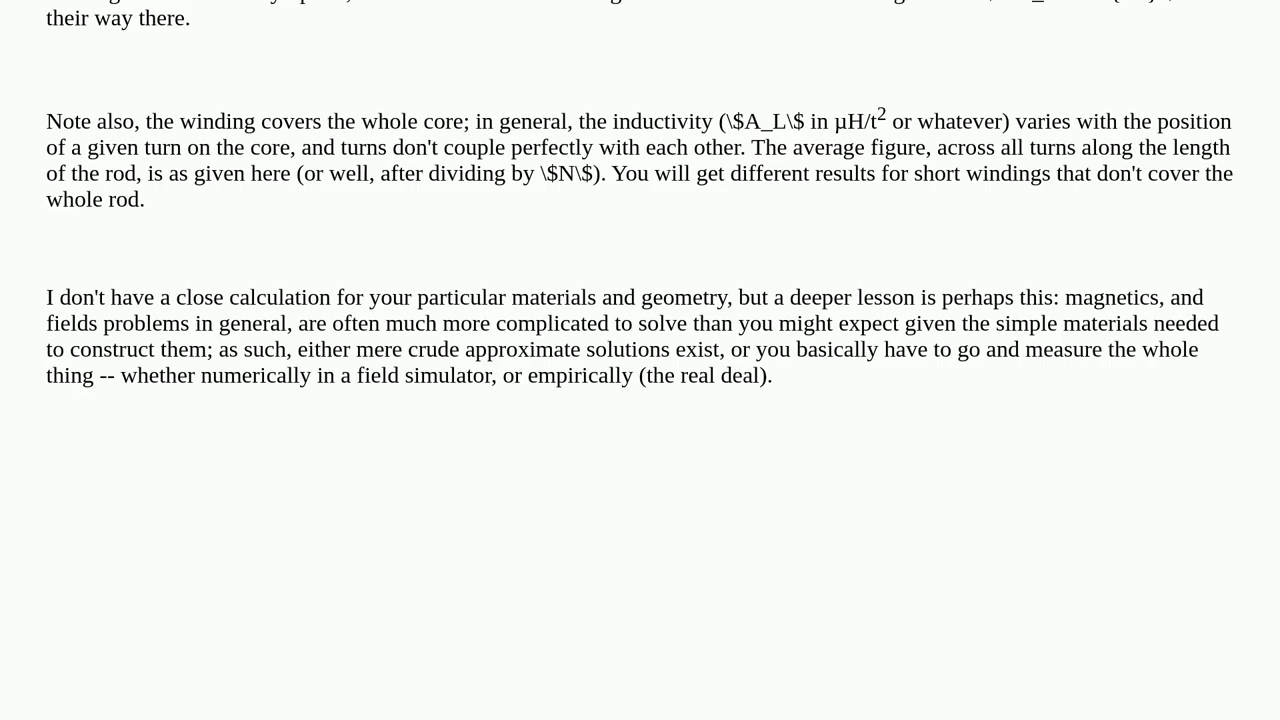 their way there.
Note also, the winding covers the whole core; in general, the inductivity (\$A_L\$ in µH/t² or whatever) varies with the position
of a given turn on the core, and turns don't couple perfectly with each other. The average figure, across all turns along the length
of the rod, is as given here (or well, after dividing by \$N\$). You will get different results for short windings that don't cover the
whole rod.
I don't have a close calculation for your particular materials and geometry, but a deeper lesson is perhaps this: magnetics, and
fields problems in general, are often much more complicated to solve than you might expect given the simple materials needed
to construct them; as such, either mere crude approximate solutions exist, or you basically have to go and measure the whole
thing -- whether numerically in a field simulator, or empirically (the real deal).